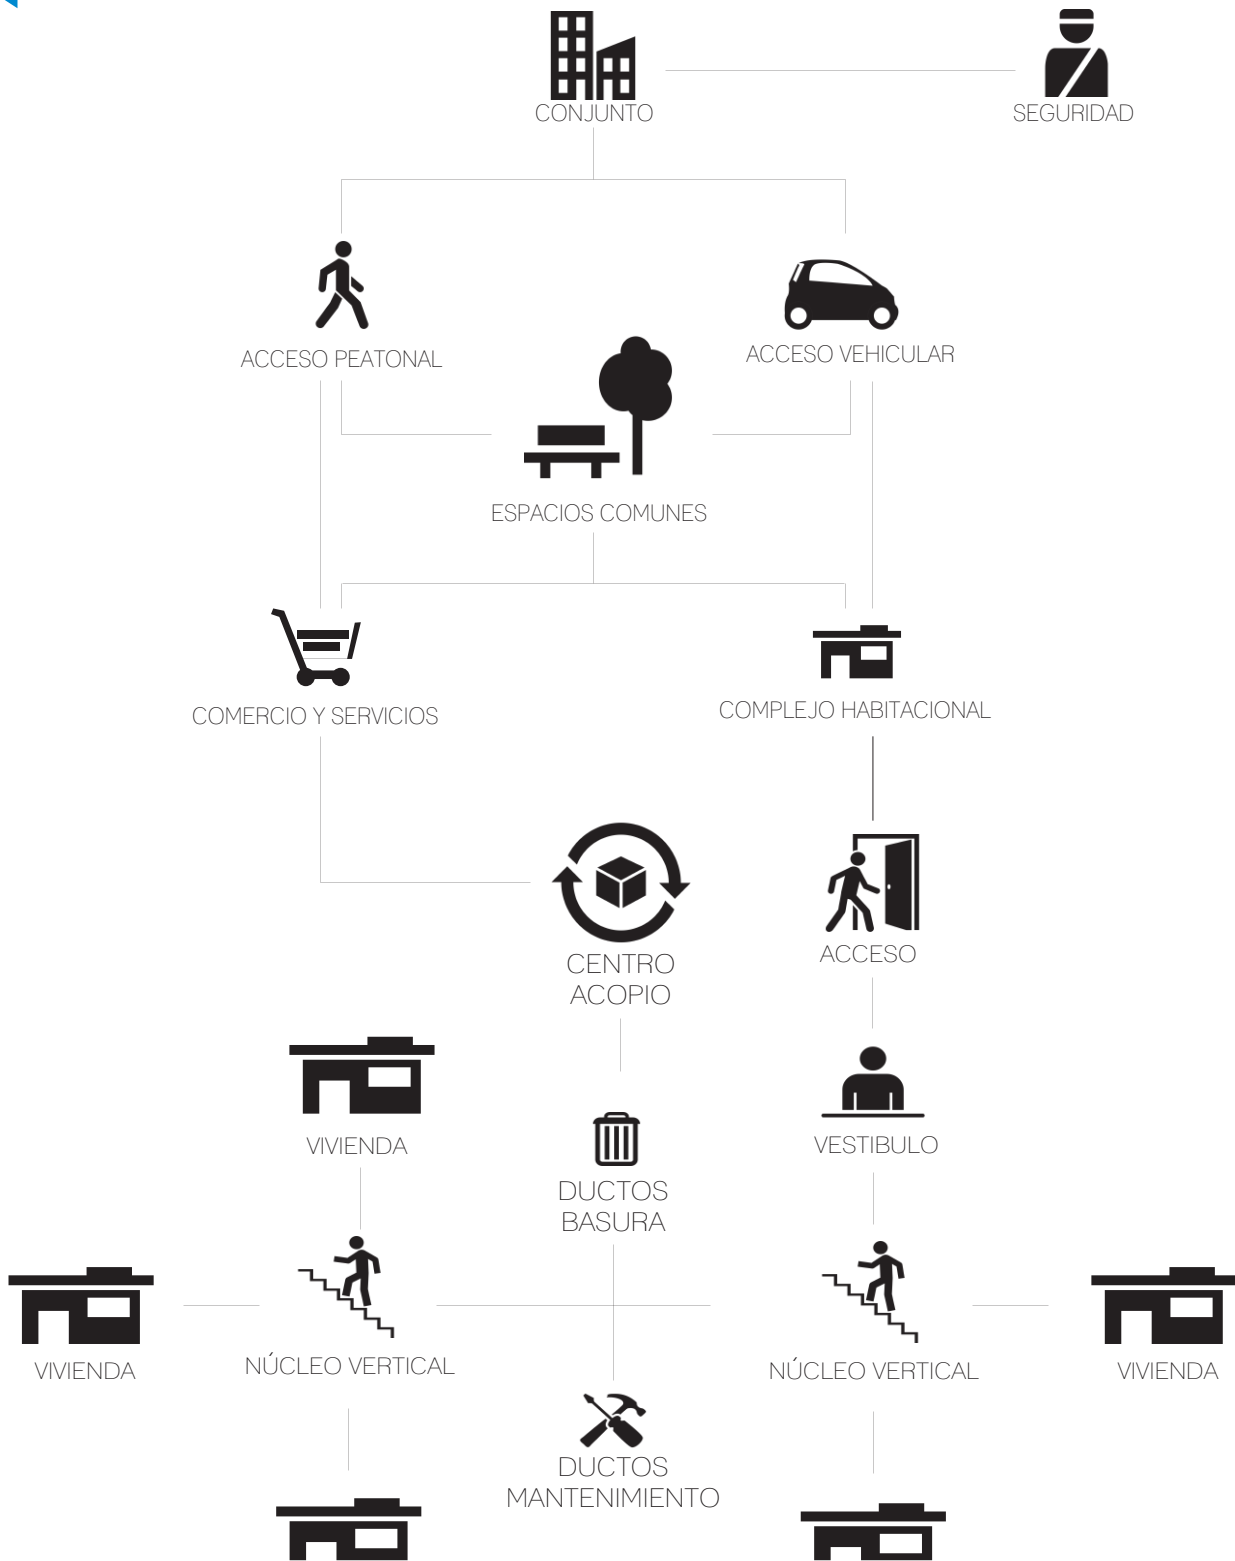 CONJUNTO
SEGURIDAD
ACCESO PEATONAL
ACCESO VEHICULAR
ESPACIOS COMUNES
COMERCIO Y SERVICIOS
COMPLEJO HABITACIONAL
CENTRO
ACOPIO
ACCESO
VIVIENDA
VESTIBULO
DUCTOS
BASURA
VIVIENDA
NÚCLEO VERTICAL
NÚCLEO VERTICAL
VIVIENDA
DUCTOS
MANTENIMIENTO